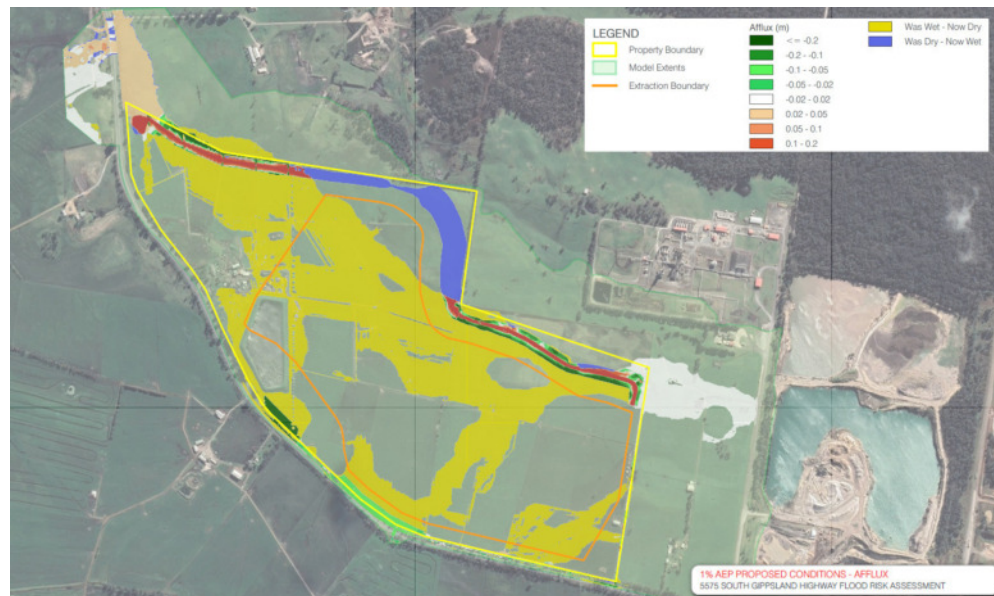 LEGEND
Property Boundary
Model Extents
Extraction Boundary
Afflux (m)
<= -0.2
-0.2 - -0.1
-0.1 - -0.05
-0.05 - -0.02
-0.02 - 0.02
0.02 - 0.05
0.05 - 0.1
0.1 - 0.2
Was Wet - Now Dry
Was Dry - Now Wet
1% AEP PROPOSED CONDITIONS - AFFLUX
5575 SOUTH GIPPSLAND HIGHWAY FLOOD RISK ASSESSMENT